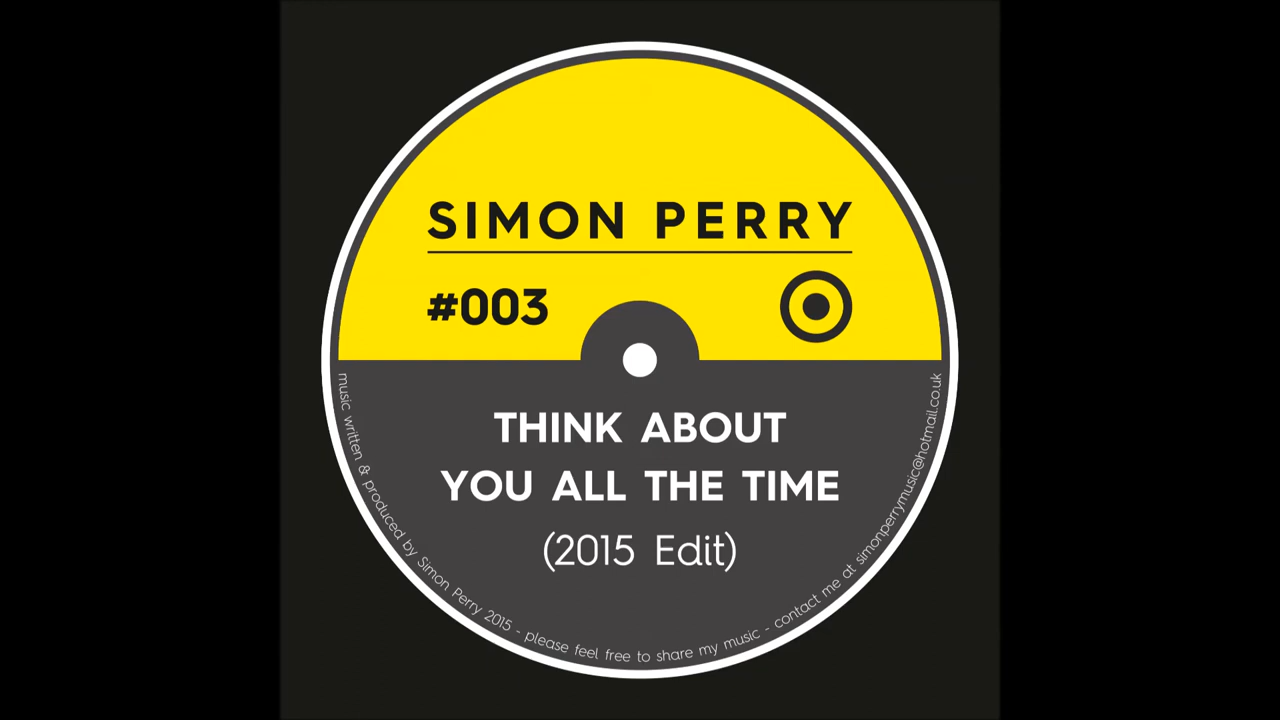 SIMON PERRY
#003
THINK ABOUT
YOU ALL THE TIME
(2015 Edit)
music written & produced by Simon Perry 2015 - please feel free to share my music - contact me at simonperrymusic@hotmail.co.uk